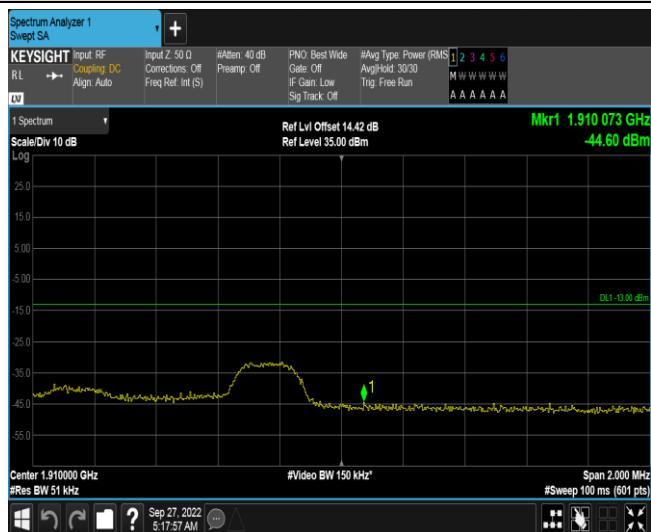 Spectrum Analyzer 1
Swept SA
+
KEYSIGHT
RL
LXI
Input: RF
Coupling: DC
Align: Auto
Input Z: 50 Ω
Corrections: Off
Freq Ref: Int (S)
#Atten: 40 dB
Preamp: Off
PNO: Best Wide
Gate: Off
IF Gain: Low
Sig Track: Off
#Avg Type: Power (RMS
Avg|Hold: 30/30
Trig: Free Run
1 2 3 4 5 6
M W W W W W
A A A A A A
1 Spectrum
Scale/Div 10 dB
Log
Ref Lvl Offset 14.42 dB
Ref Level 35.00 dBm
Mkr1 1.910 073 GHz
-44.60 dBm
25.0
15.0
5.00
-5.00
DL1 -13.00 dBm
-15.0
-25.0
-35.0
1
-45.0
-55.0
Center 1.910000 GHz
#Res BW 51 kHz
#Video BW 150 kHz*
Span 2.000 MHz
#Sweep 100 ms (601 pts)
?
Sep 27, 2022
5:17:57 AM